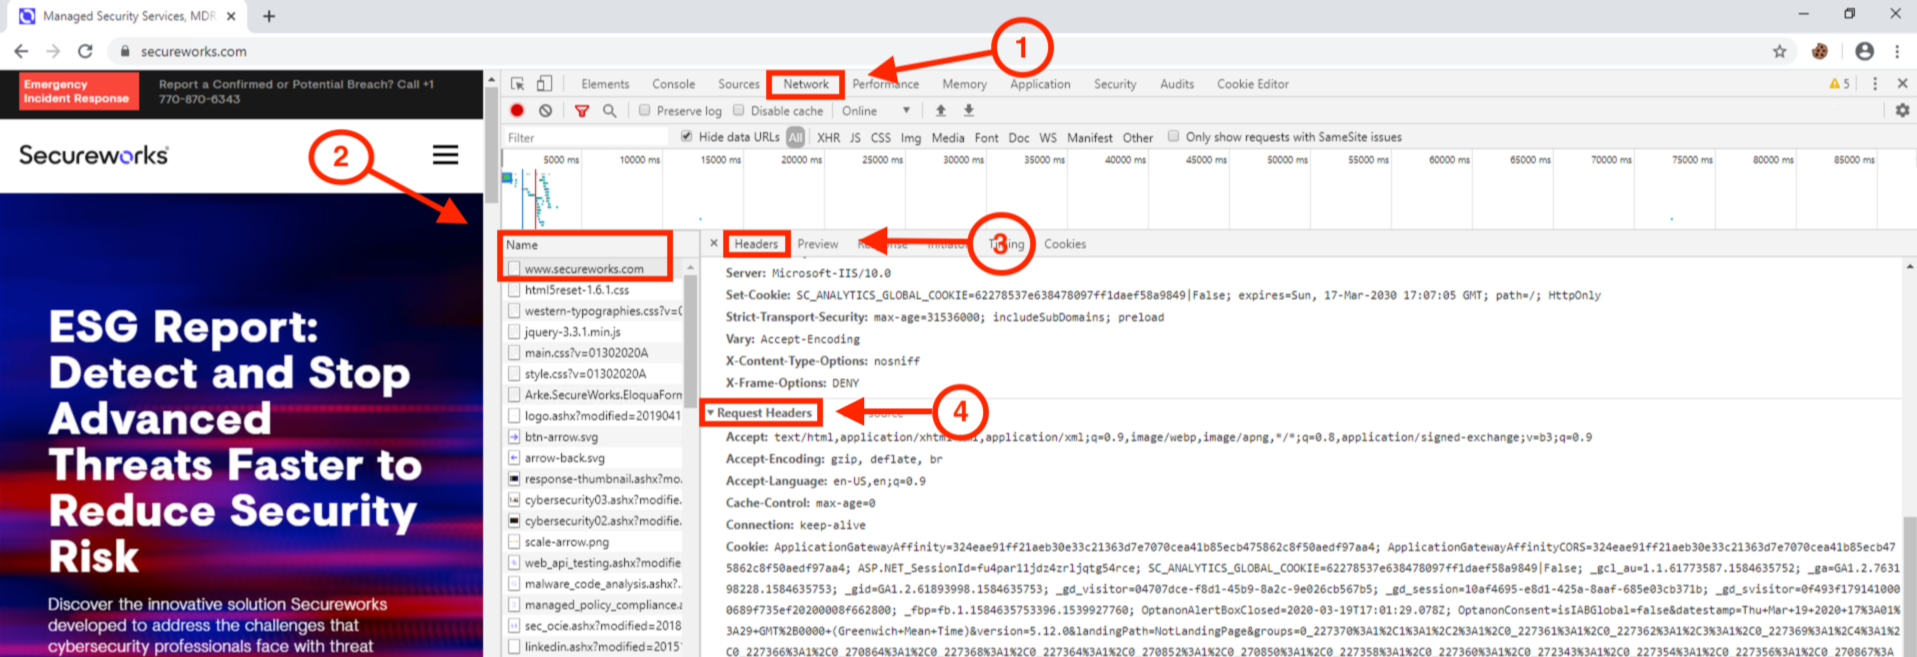 Managed Security Services, MDR
secureworks.com
Emergency
Incident Response
Report a Confirmed or Potential Breach? Call +1
770-870-6343
Secureworks
ESG Report:
Detect and Stop
Advanced
Threats Faster to
Reduce Security
Risk
Discover the innovative solution Secureworks
developed to address the challenges that
cybersecurity professionals face with threat
1
2
3
4
Elements Console Sources Network Performance Memory Application Security Audits Cookie Editor 5
Preserve log Disable cache Online
Filter Hide data URLs All XHR JS CSS Img Media Font Doc WS Manifest Other Only show requests with SameSite issues
5000 ms 10000 ms 15000 ms 20000 ms 25000 ms 30000 ms 35000 ms 40000 ms 45000 ms 50000 ms 55000 ms 60000 ms 65000 ms 70000 ms 75000 ms 80000 ms 85000 ms
Name
www.secureworks.com
html5reset-1.6.1.css
western-typographies.css?v=0
jquery-3.3.1.min.js
main.css?v=01302020A
style.css?v=01302020A
Arke.SecureWorks.EloquaForm
logo.ashx?modified=2019041
btn-arrow.svg
arrow-back.svg
response-thumbnail.ashx?mo.
cybersecurity03.ashx?modifie.
cybersecurity02.ashx?modifie.
scale-arrow.png
web_api_testing.ashx?modifie
malware_code_analysis.ashx?.
managed_policy_compliance.a
sec_ocie.ashx?modified=2018
linkedin.ashx?modified=2015
Headers Preview Response Initiator Timing Cookies
Server: Microsoft-IIS/10.0
Set-Cookie: SC_ANALYTICS_GLOBAL_COOKIE=62278537e638478097ff1daef58a9849|False; expires=Sun, 17-Mar-2030 17:07:05 GMT; path=/; HttpOnly
Strict-Transport-Security: max-age=31536000; includeSubDomains; preload
Vary: Accept-Encoding
X-Content-Type-Options: nosniff
X-Frame-Options: DENY
Request Headers source
Accept: text/html,application/xhtml+xml,application/xml;q=0.9,image/webp,image/apng,*/*;q=0.8,application/signed-exchange;v=b3;q=0.9
Accept-Encoding: gzip, deflate, br
Accept-Language: en-US,en;q=0.9
Cache-Control: max-age=0
Connection: keep-alive
Cookie: ApplicationGatewayAffinity=324eae91ff21aeb30e33c21363d7e7070cea41b85ecb475862c8f50aedf97aa4; ApplicationGatewayAffinityCORS=324eae91ff21aeb30e33c21363d7e7070cea41b85ecb47
5862c8f50aedf97aa4; ASP.NET_SessionId=fu4par11jdz4zrljqtg54rce; SC_ANALYTICS_GLOBAL_COOKIE=62278537e638478097ff1daef58a9849|False; _gcl_au=1.1.61773587.1584635752; _ga=GA1.2.7631
98228.1584635753; _gid=GA1.2.61893998.1584635753; _gd_visitor=04707dce-f8d1-45b9-8a2c-9e026cb567b5; _gd_session=10af4695-e8d1-425a-8aaf-685e03cb371b; _gd_svisitor=0f493f179141000
0689f735ef20200008f662800; _fbp=fb.1.1584635753396.1539927760; OptanonAlertBoxClosed=2020-03-19T17:01:29.078Z; OptanonConsent=isIABGlobal=false&datestamp=Thu+Mar+19+2020+17%3A01%
3A29+GMT%2B0000+(Greenwich+Mean+Time)&version=5.12.0&landingPath=NotLandingPage&groups=0_227370%3A1%2C1%3A1%2C2%3A1%2C0_227361%3A1%2C0_227362%3A1%2C3%3A1%2C0_227369%3A1%2C4%3A1%2
C0_227366%3A1%2C0_270864%3A1%2C0_227368%3A1%2C0_227364%3A1%2C0_270852%3A1%2C0_270850%3A1%2C0_227358%3A1%2C0_227360%3A1%2C0_272343%3A1%2C0_227354%3A1%2C0_227356%3A1%2C0_270867%3A